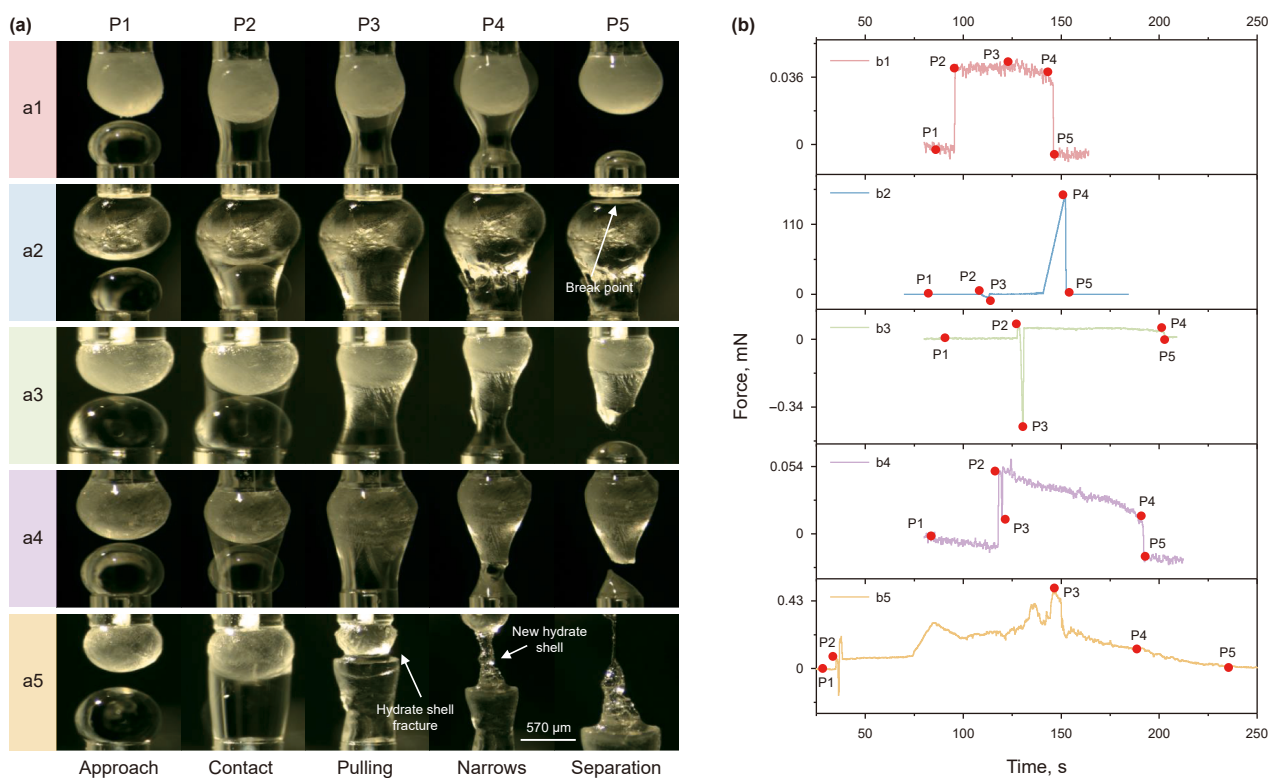 (a)
P1 P2 P3 P4 P5
a1
a2
Break point
a3
a4
a5
New hydrate
shell
Hydrate shell
fracture
570 μm
Approach Contact Pulling Narrows Separation
(b)
50 100 150 200 250
b1
0.036
0
P1
P2
P3
P4
P5
b2
110
0
P1
P2
P3
P4
P5
b3
0
−0.34
P1
P2
P3
P4
P5
b4
0.054
0
P1
P2
P3
P4
P5
b5
0.43
0
P1
P2
P3
P4
P5
Force, mN
50 100 150 200 250
Time, s